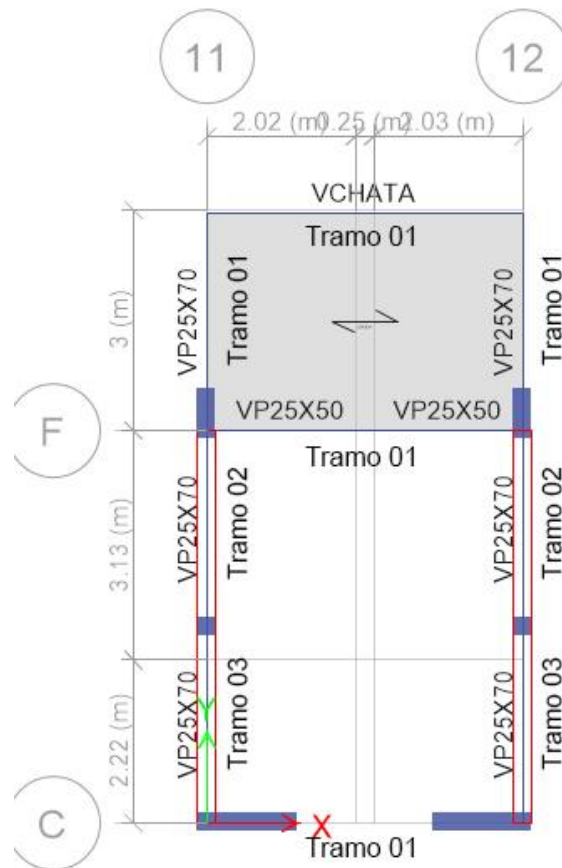 11
12
2.02 (m)
0.25 (m)
2.03 (m)
VCHATA
Tramo 01
VP25X70
Tramo 01
VP25X70
Tramo 01
3 (m)
F
VP25X50
VP25X50
Tramo 01
VP25X70
Tramo 02
VP25X70
Tramo 02
3.13 (m)
VP25X70
Tramo 03
VP25X70
Tramo 03
2.22 (m)
Y
X
C
Tramo 01